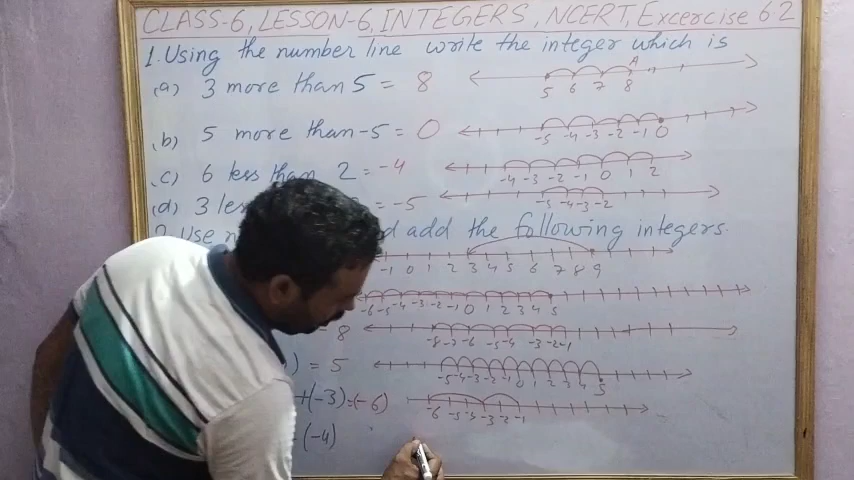 CLASS-6, LESSON-6, INTEGERS, NCERT, Excercise 6.2
1. Using the number line write the integer which is
(a) 3 more than 5 = 8
A
5 6 7 8
(b) 5 more than -5 = 0
-5 -4 -3 -2 -1 0
(c) 6 less than 2 = -4
-4 -3 -2 -1 0 1 2
(d) 3 = -5
-5 -4 -3 -2
2. Use add the following integers.
-1 0 1 2 3 4 5 6 7 8 9
-6 -5 -4 -3 -2 -1 0 1 2 3 4 5
8
-8 -7 -6 -5 -4 -3 -2 -1
) = 5
-5 -4 -3 -2 -1 0 1 2 3 4 5
+(-3) = (-6)
-6 -5 -4 -3 -2 -1
= (-4)